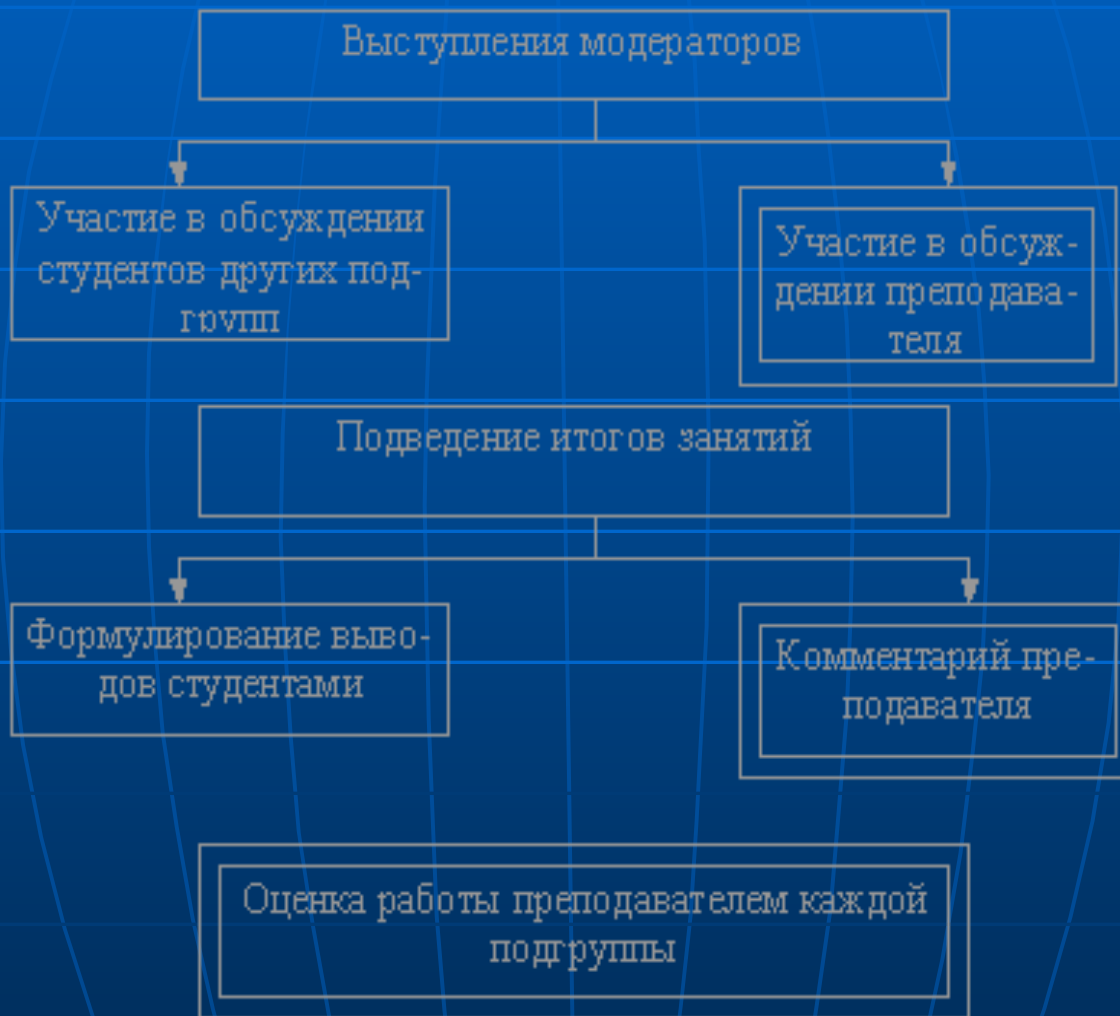 Выступления модераторов
Участие в обсуждении
студентов других под-
групп
Участие в обсуж-
дении преподава-
теля
Подведение итогов занятий
Формулирование выво-
дов студентами
Комментарий пре-
подавателя
Оценка работы преподавателем каждой
подгруппы